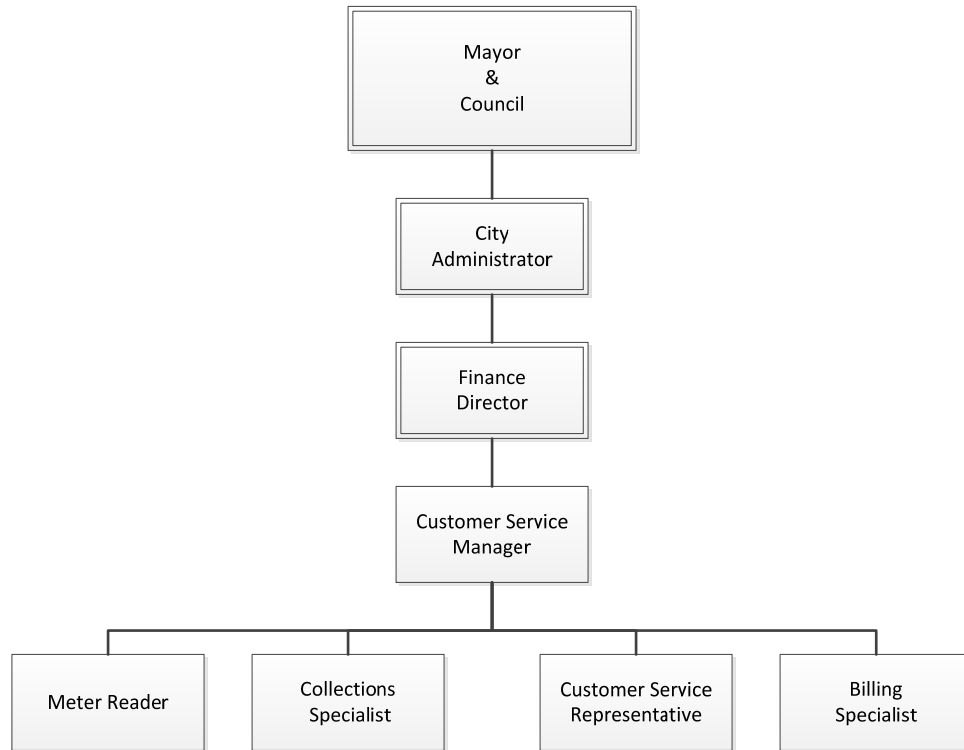 Mayor
&
Council
City
Administrator
Finance
Director
Customer Service
Manager
Meter Reader
Collections
Specialist
Customer Service
Representative
Billing
Specialist